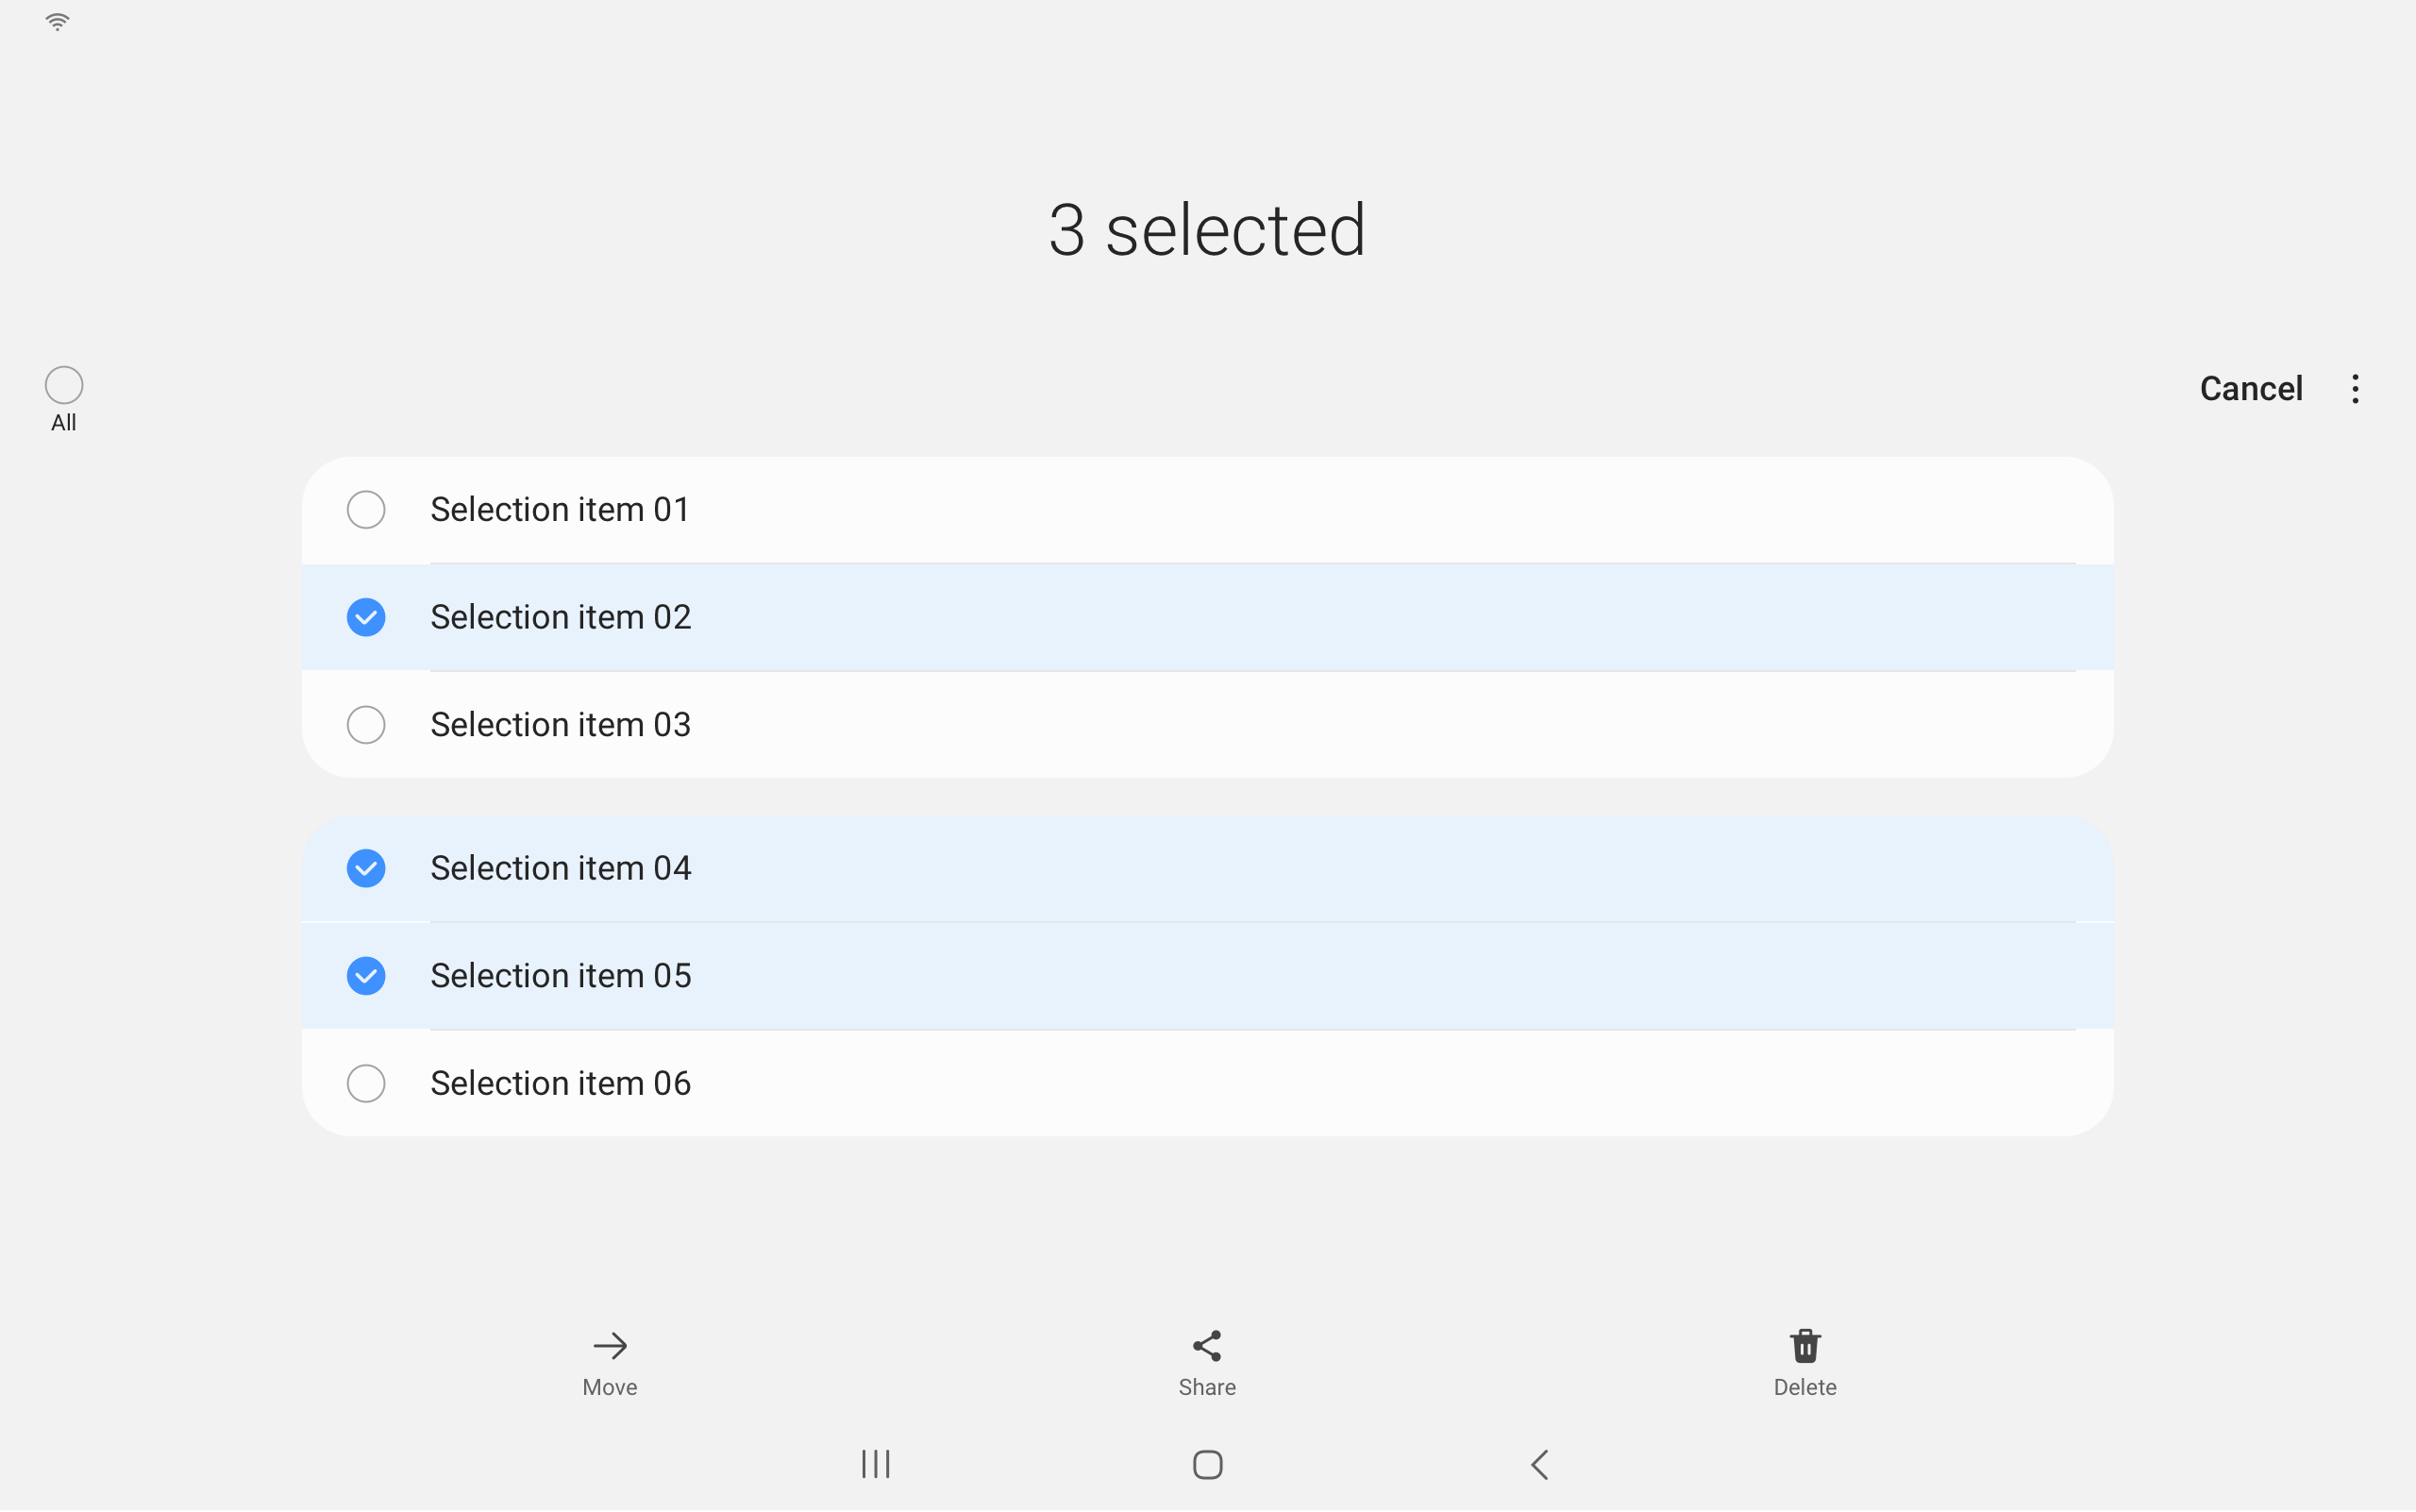 3 selected
All
Cancel
Selection item 01
Selection item 02
Selection item 03
Selection item 04
Selection item 05
Selection item 06
Move
Share
Delete